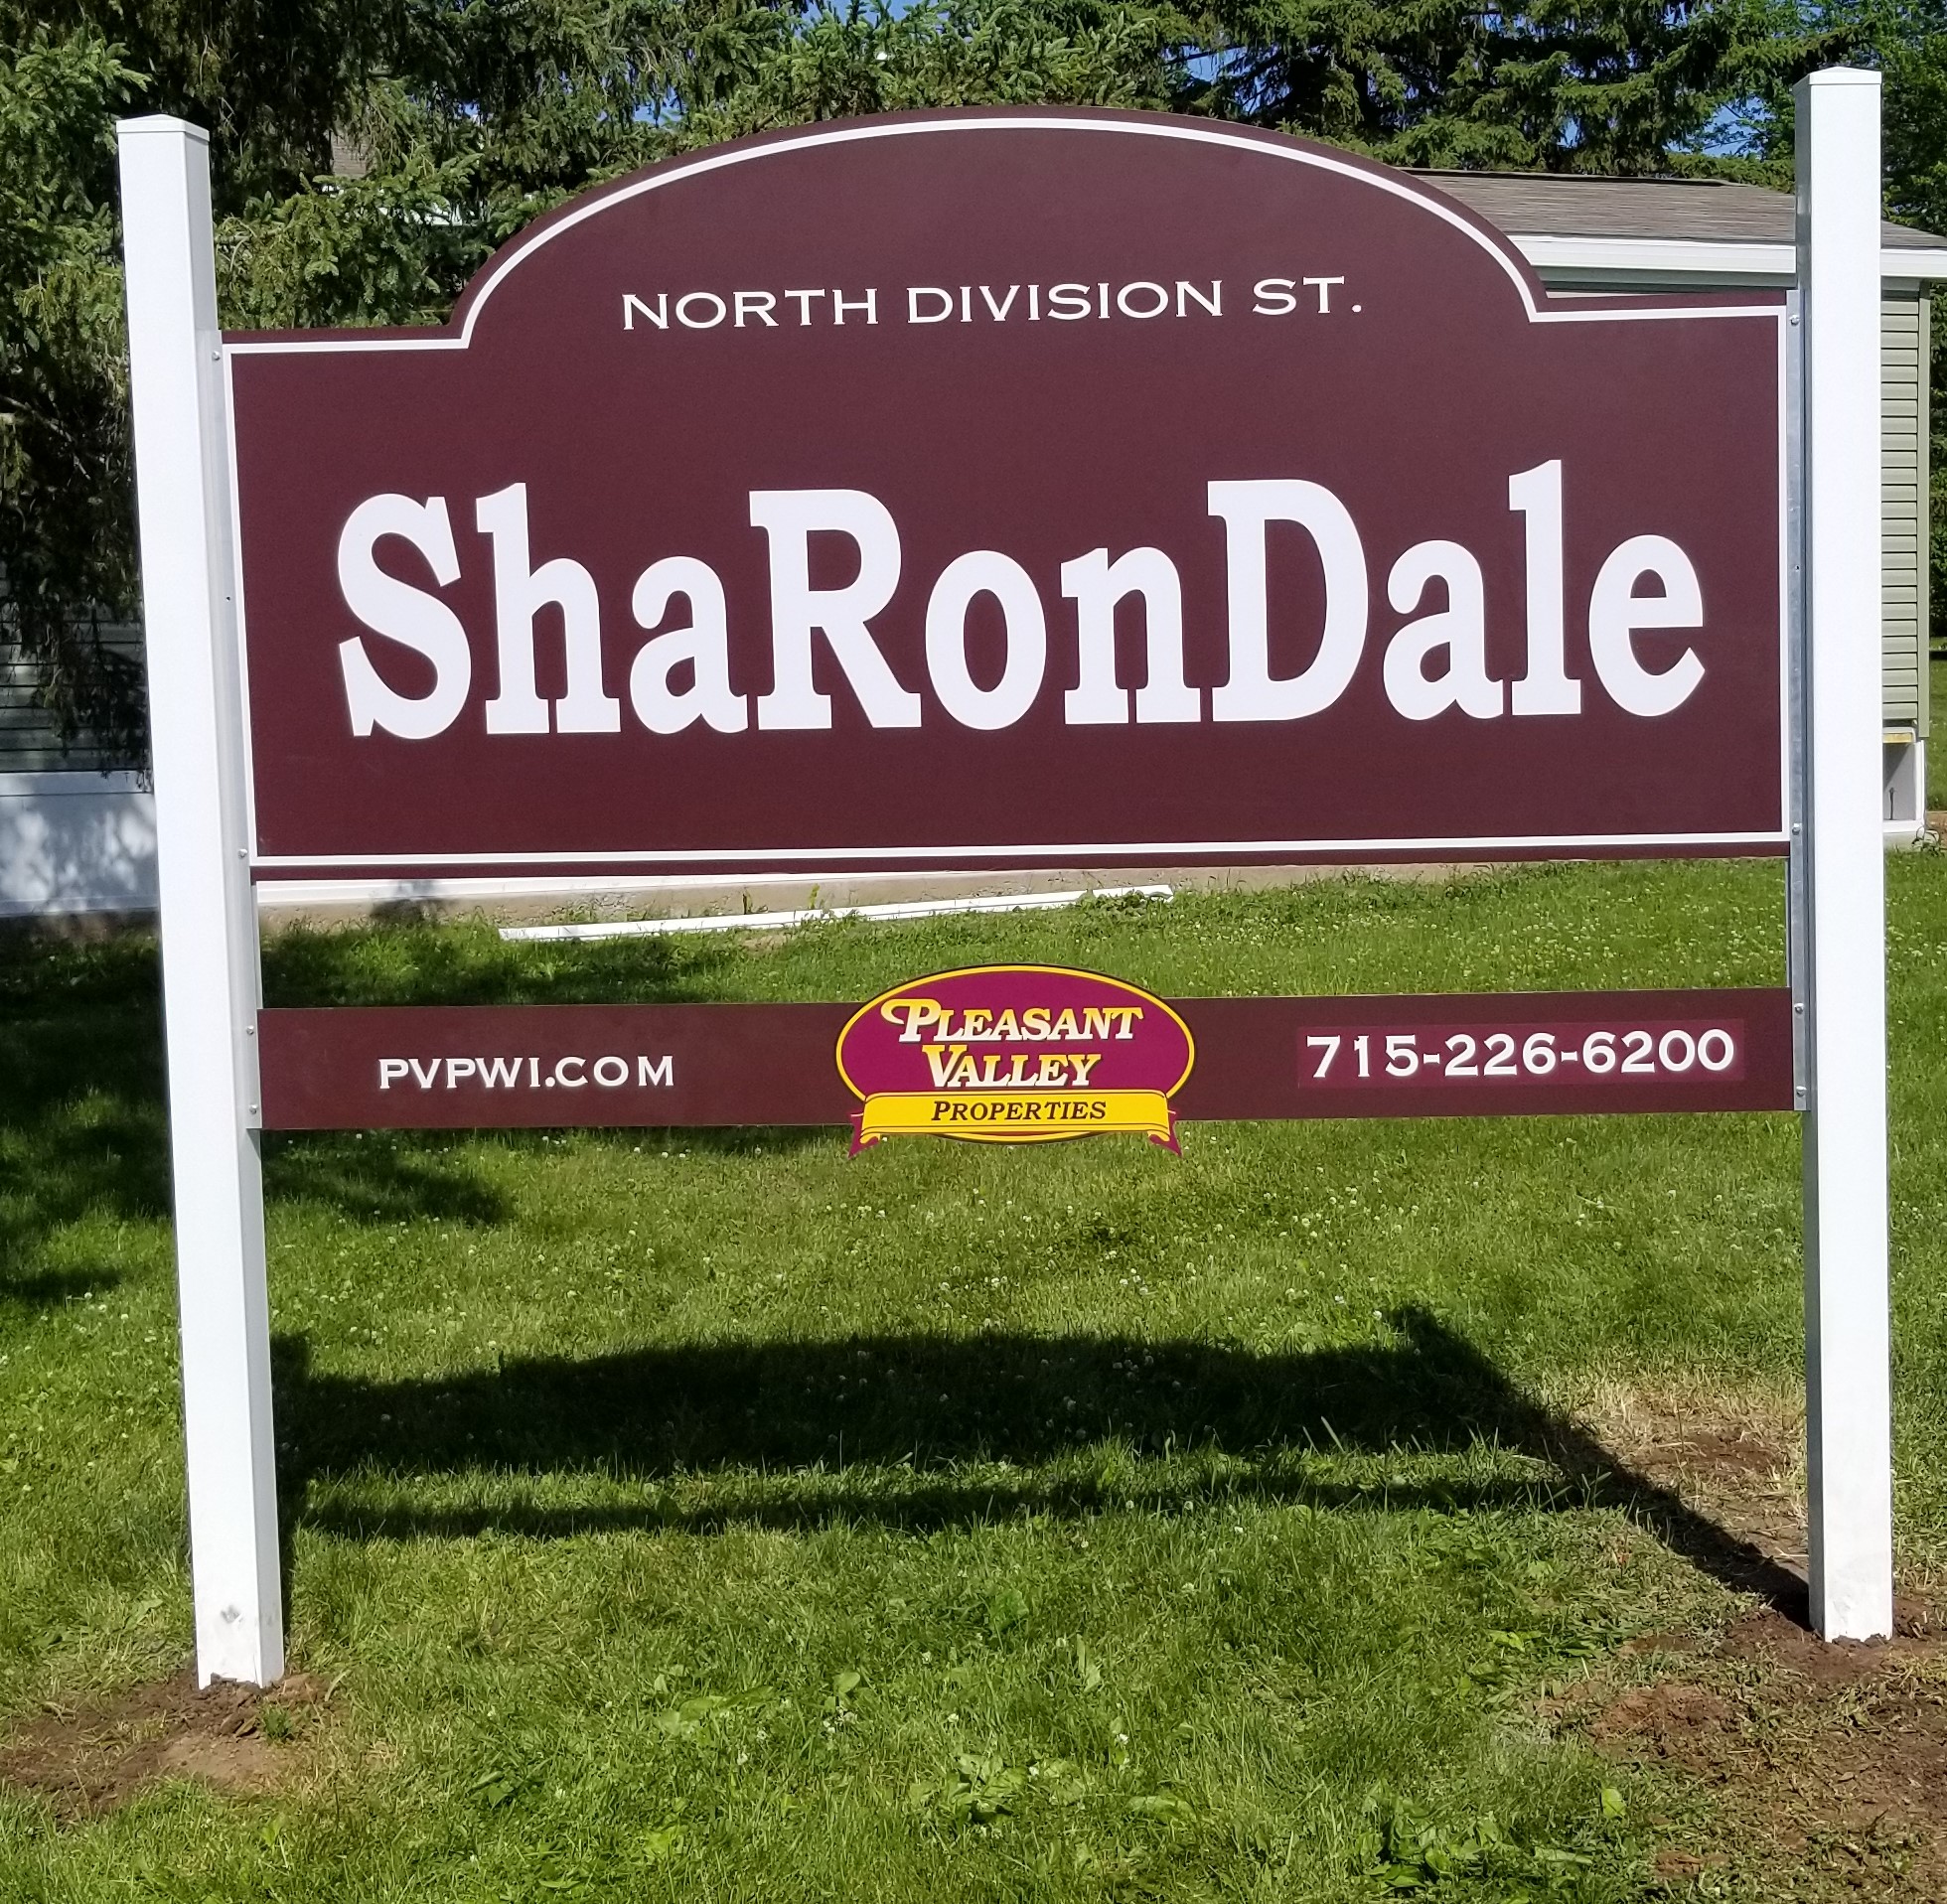 NORTH DIVISION ST.
ShaRonDale
PVPWI.COM
PLEASANT
VALLEY
PROPERTIES
715-226-6200